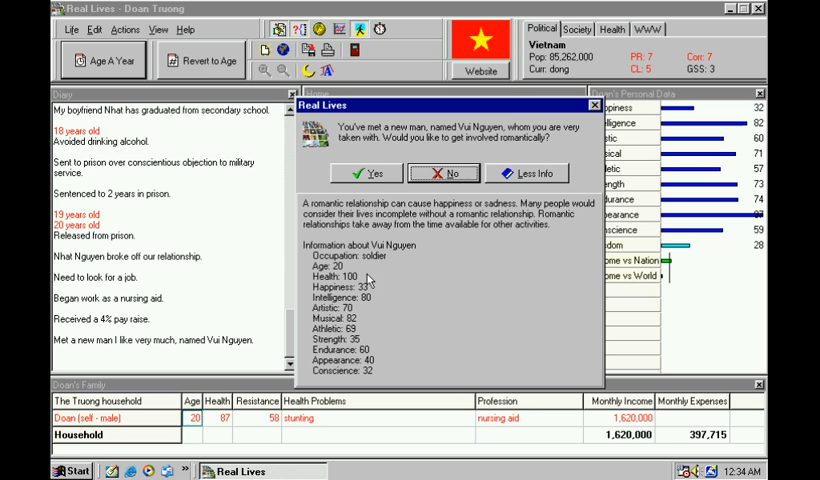 Real Lives - Doan Truong
Life Edit Actions View Help
Age A Year
Revert to Age
Website
Political Society Health WWW
Vietnam
Pop: 85,262,000 PR: 7 Corr: 7
Curr: dong CL: 5 GSS: 3
Diary
My boyfriend Nhat has graduated from secondary school.
18 years old
Avoided drinking alcohol.
Sent to prison over conscientious objection to military
service.
Sentenced to 2 years in prison.
19 years old
20 years old
Released from prison.
Nhat Nguyen broke off our relationship.
Need to look for a job.
Began work as a nursing aid.
Received a 4% pay raise.
Met a new man I like very much, named Vui Nguyen.
Home
Real Lives
You've met a new man, named Vui Nguyen, whom you are very
taken with. Would you like to get involved romantically?
Yes No Less Info
A romantic relationship can cause happiness or sadness. Many people would
consider their lives incomplete without a romantic relationship. Romantic
relationships take away from the time available for other activities.
Information about Vui Nguyen
Occupation: soldier
Age: 20
Health: 100
Happiness: 33
Intelligence: 80
Artistic: 70
Musical: 82
Athletic: 69
Strength: 35
Endurance: 60
Appearance: 40
Conscience: 32
Doan's Personal Data
ppiness 32
elligence 82
istic 60
sical 71
letic 57
ength 73
durance 74
pearance 97
nscience 59
sdom 28
ome vs Nation
ome vs World
Doan's Family
The Truong household Age Health Resistance Health Problems Profession Monthly Income Monthly Expenses
Doan (self - male) 20 87 58 stunting nursing aid 1,620,000
Household 1,620,000 397,715
Start Real Lives 12:34 AM